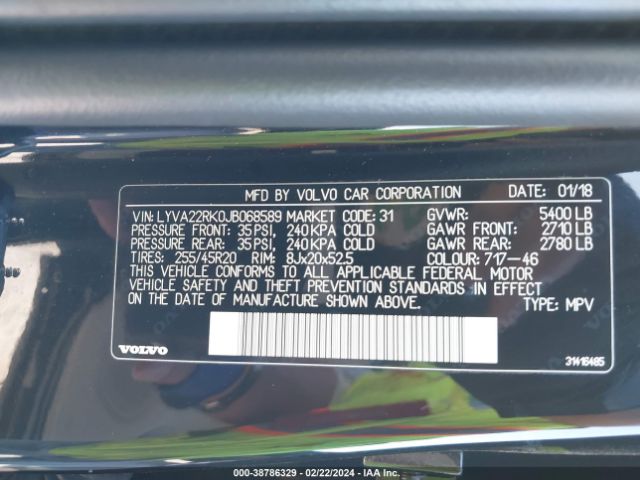 MFD BY VOLVO CAR CORPORATION DATE: 01/18
VIN: LYVA22RK0JB068589 MARKET CODE: 31 GVWR: 5400 LB
PRESSURE FRONT: 35 PSI, 240 KPA COLD GAWR FRONT: 2710 LB
PRESSURE REAR: 35 PSI, 240 KPA COLD GAWR REAR: 2780 LB
TIRES: 255/45R20 RIM: 8Jx20x52.5 COLOUR: 717-46
THIS VEHICLE CONFORMS TO ALL APPLICABLE FEDERAL MOTOR
VEHICLE SAFETY AND THEFT PREVENTION STANDARDS IN EFFECT
ON THE DATE OF MANUFACTURE SHOWN ABOVE. TYPE: MPV
VOLVO 31416485
000-38786329 - 02/22/2024 - IAA Inc.